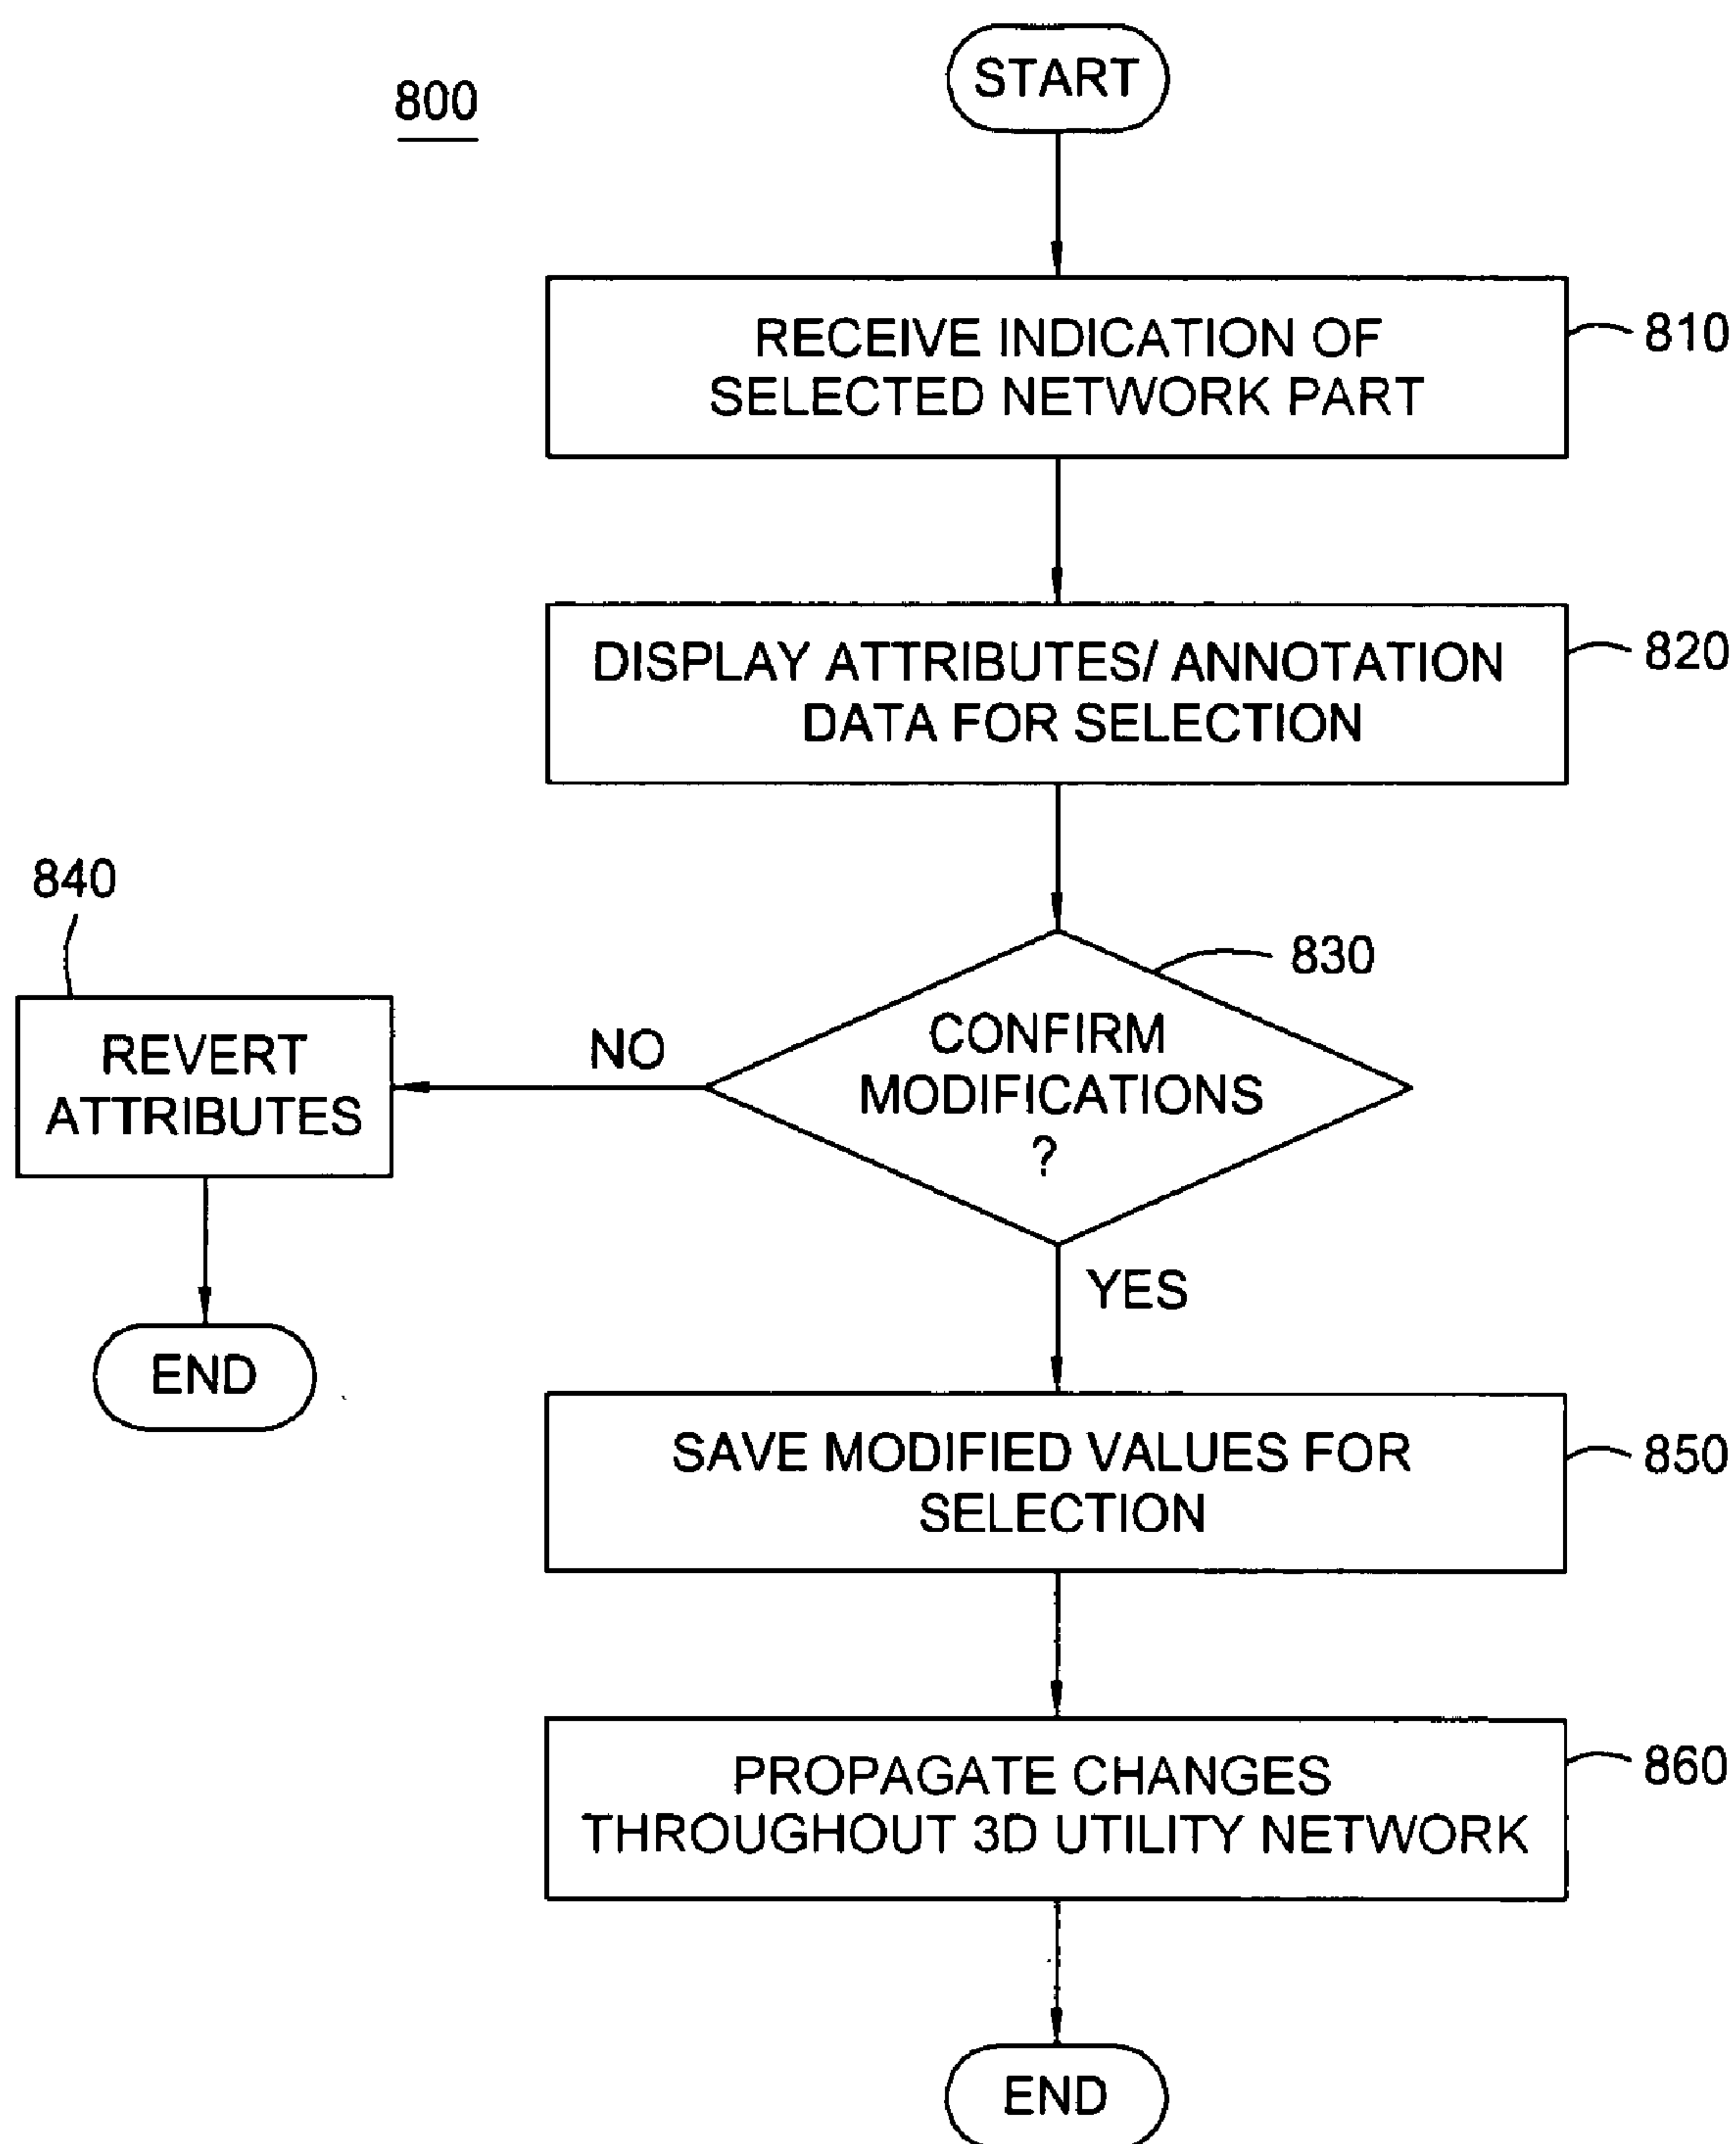 800
START
RECEIVE INDICATION OF
SELECTED NETWORK PART
810
DISPLAY ATTRIBUTES/ ANNOTATION
DATA FOR SELECTION
820
840
830
REVERT
ATTRIBUTES
NO
CONFIRM
MODIFICATIONS
?
YES
END
SAVE MODIFIED VALUES FOR
SELECTION
850
PROPAGATE CHANGES
THROUGHOUT 3D UTILITY NETWORK
860
END